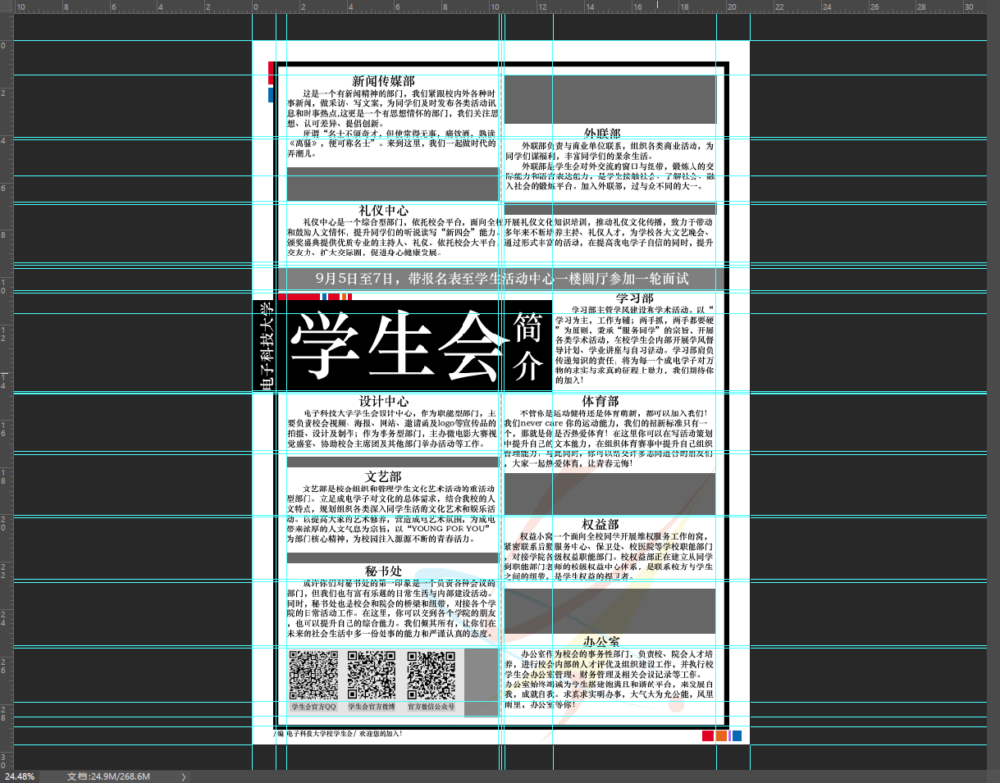 10 8 6 4 2 0 2 4 6 8 10 12 14 16 18 20 22 24 26 28 30
新闻传媒部
这是一个有新闻精神的部门，我们紧跟校内外各种时
事新闻，做采访、写文案，为同学们及时发布各类活动讯
息和时事热点,这更是一个有思想情怀的部门，我们关注思
想、认可差异、提倡创新。
所谓“名士不须奇才，但使常得无事，痛饮酒，熟读
《离骚》，便可称名士”。来到这里，我们一起做时代的
弄潮儿。
外联部
外联部负责与商业单位联系，组织各类商业活动，为
同学们谋福利，丰富同学们的课余生活。
外联部是学生会对外交流的窗口与纽带，锻炼人的交
际能力和语言表达能力，是学生接触社会、了解社会、融
入社会的锻炼平台。加入外联部，过与众不同的大一。
礼仪中心
礼仪中心是一个综合型部门，依托校会平台，面向全校开展礼仪文化知识培训，推动礼仪文化传播，致力于带动
和鼓励人文情怀，提升同学们的听说读写“新四会”能力。多年来不断培养主持、礼仪人才，为学校各大文艺晚会、
颁奖盛典提供优质专业的主持人、礼仪。依托校会大平台，通过形式丰富的活动，在提高我电学子自信的同时，提升
交友力、扩大交际圈，促进身心健康发展。
9月5日至7日，带报名表至学生活动中心一楼圆厅参加一轮面试
电子科技大学
学生会
简介
学习部
学习部主管学风建设和学术活动。以“
学习为主，工作为辅；两手抓，两手都要硬
”为原则，秉承“服务同学”的宗旨，开展
各类学术活动，在校学生会内部开展学风督
导计划、学业讲座与自习活动。学习部肩负
传递知识的责任，将为每一个成电学子对万
物的求实与求真的征程上助力，我们期待你
的加入！
设计中心
电子科技大学学生会设计中心，作为职能型部门，主
要负责校会视频、海报、网站、邀请函及logo等宣传品的
拍摄、设计及制作；作为事务型部门，主办微电影大赛视
觉盛宴、协助校会主席团及其他部门举办活动等工作。
体育部
不管你是运动健将还是体育萌新，都可以加入我们！
我们never care 你的运动能力，我们的招新标准只有一
个，那就是你是否热爱体育！在这里你可以在写活动策划
中提升自己的文本能力，在组织体育赛事中提升自己组织
管理能力，与此同时，你可以结交许多志同道合的朋友们
，大家一起热爱体育，让青春无悔！
文艺部
文艺部是校会组织和管理学生文化艺术活动的重活动
型部门。立足成电学子对文化的总体需求，结合我校的人
文特点，规划组织各类深入同学生活的文化艺术和娱乐活
动。以提高大家的艺术修养，营造成电艺术氛围，为成电
带来浓厚的人文气息为宗旨，以“YOUNG FOR YOU”
为部门核心精神，为校园注入源源不断的青春活力。
权益部
权益小窝一个面向全校同学开展维权服务工作的窝，
紧密联系后勤服务中心、保卫处、校医院等学校职能部门
，对接学院各级权益职能部门。校权益部正在建立从同学
到职能部门老师的校级权益中心体系，是联系校方与学生
之间的纽带，是学生权益的捍卫者。
秘书处
或许你们对秘书处的第一印象是一个负责各种会议的
部门，但我们也有富有乐趣的日常生活与内部建设活动。
同时，秘书处也是校会和院会的桥梁和纽带，对接各个学
院的日常活动工作。在这里，你可以交到各个学院的朋友
，也可以提升自己的综合能力。我们倾其所有，让你们在
未来的社会生活中多一份处事的能力和严谨认真的态度。
办公室
办公室作为校会的事务性部门，负责校、院会人才培
养，进行校会内部的人才评优及组织建设工作，并执行校
学生会办公室管理、财务管理及相关会议记录等工作。
办公室始终竭诚为学生搭建饱满且和谐的平台，来发展自
我，成就自我。求真求实明办事，大气大为允公能，风里
雨里，办公室等你！
学生会官方QQ 学生会官方微博 官方微信公众号
/编 电子科技大学校学生会/ 欢迎您的加入！
24.48% 文档:24.9M/268.6M